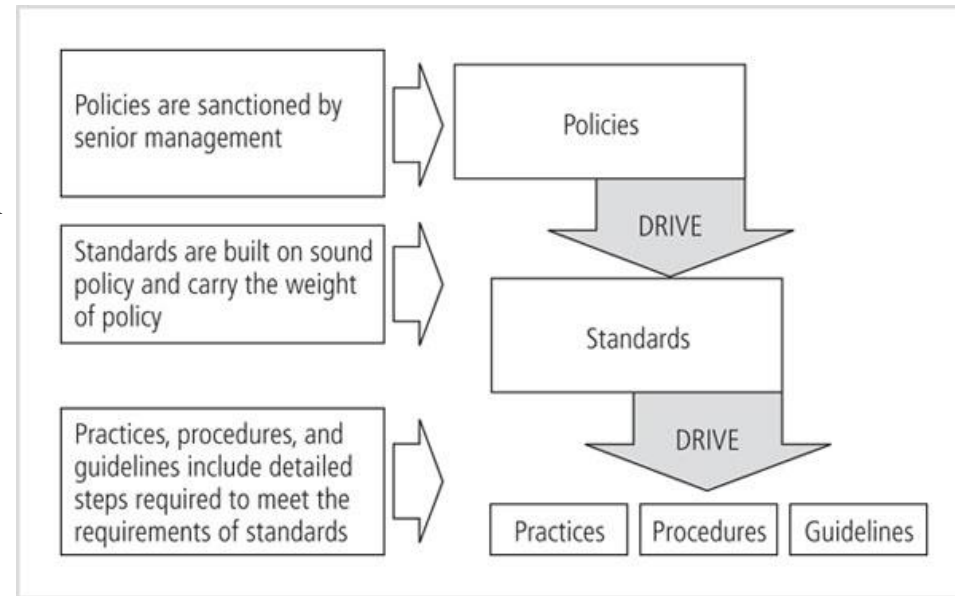 Policies are sanctioned by
senior management
Policies
DRIVE
Standards are built on sound
policy and carry the weight
of policy
Standards
DRIVE
Practices, procedures, and
guidelines include detailed
steps required to meet the
requirements of standards
Practices
Procedures
Guidelines